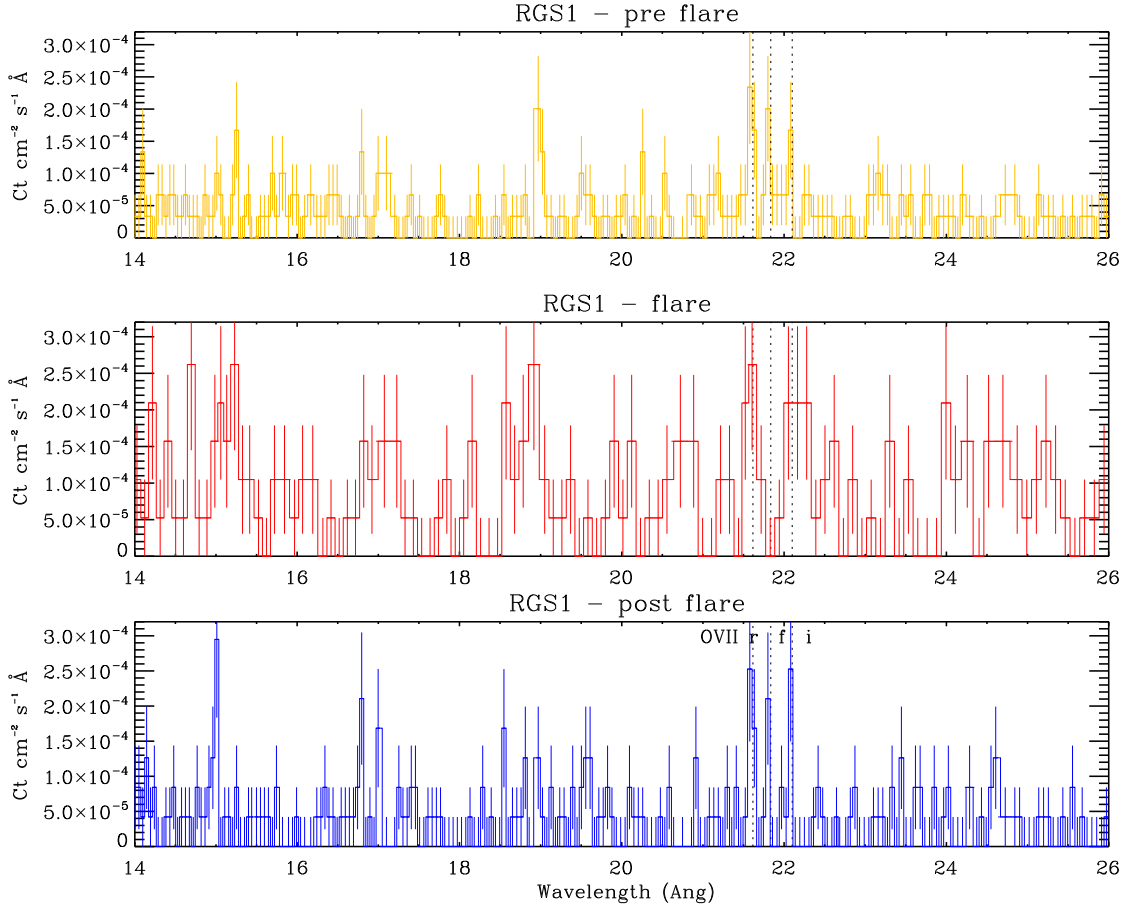 RGS1 − pre flare
Ct cm⁻² s⁻¹ Å
3.0×10⁻⁴
2.5×10⁻⁴
2.0×10⁻⁴
1.5×10⁻⁴
1.0×10⁻⁴
5.0×10⁻⁵
0
14 16 18 20 22 24 26
RGS1 − flare
Ct cm⁻² s⁻¹ Å
3.0×10⁻⁴
2.5×10⁻⁴
2.0×10⁻⁴
1.5×10⁻⁴
1.0×10⁻⁴
5.0×10⁻⁵
0
14 16 18 20 22 24 26
RGS1 − post flare
OVII r f i
Ct cm⁻² s⁻¹ Å
3.0×10⁻⁴
2.5×10⁻⁴
2.0×10⁻⁴
1.5×10⁻⁴
1.0×10⁻⁴
5.0×10⁻⁵
0
14 16 18 20 22 24 26
Wavelength (Ang)